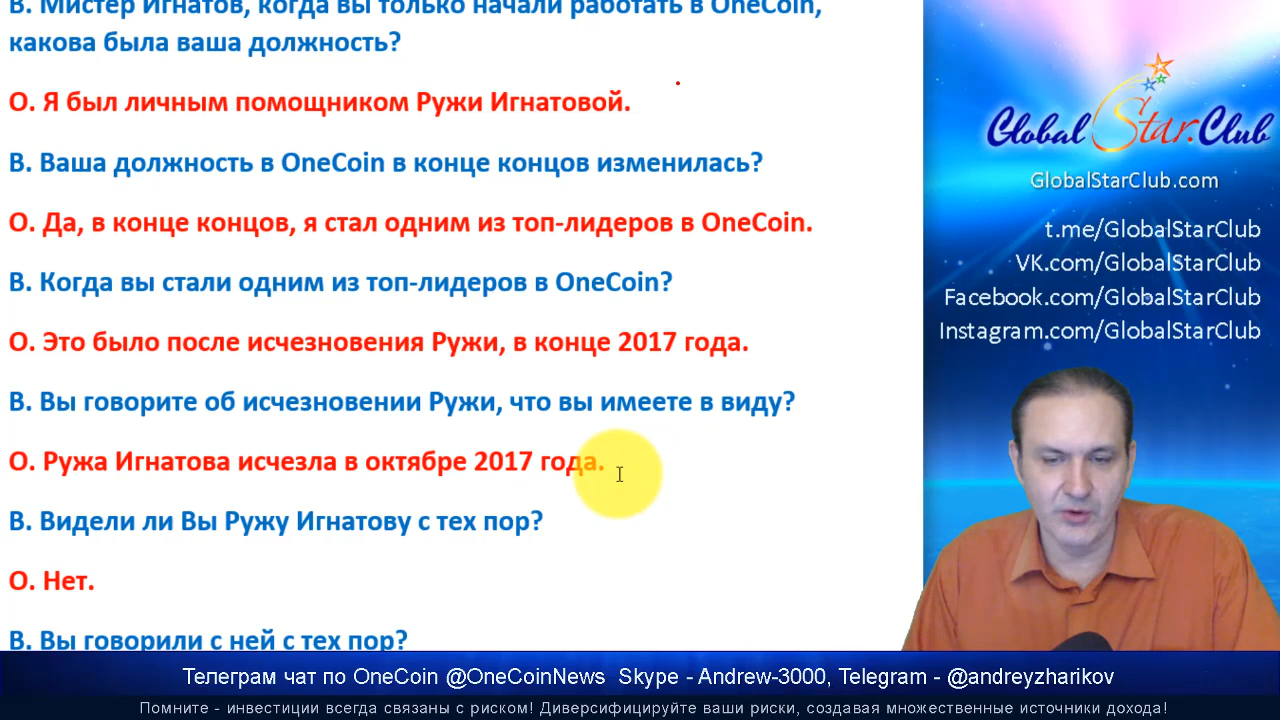 В. Мистер Игнатов, когда вы только начали работать в OneCoin,
какова была ваша должность?
О. Я был личным помощником Ружи Игнатовой.
В. Ваша должность в OneCoin в конце концов изменилась?
О. Да, в конце концов, я стал одним из топ-лидеров в OneCoin.
В. Когда вы стали одним из топ-лидеров в OneCoin?
О. Это было после исчезновения Ружи, в конце 2017 года.
В. Вы говорите об исчезновении Ружи, что вы имеете в виду?
О. Ружа Игнатова исчезла в октябре 2017 года.
В. Видели ли Вы Ружу Игнатову с тех пор?
О. Нет.
В. Вы говорили с ней с тех пор?
Global Star.Club
GlobalStarClub.com
t.me/GlobalStarClub
VK.com/GlobalStarClub
Facebook.com/GlobalStarClub
Instagram.com/GlobalStarClub
Телеграм чат по OneCoin @OneCoinNews Skype - Andrew-3000, Telegram - @andreyzharikov
Помните - инвестиции всегда связаны с риском! Диверсифицируйте ваши риски, создавая множественные источники дохода!